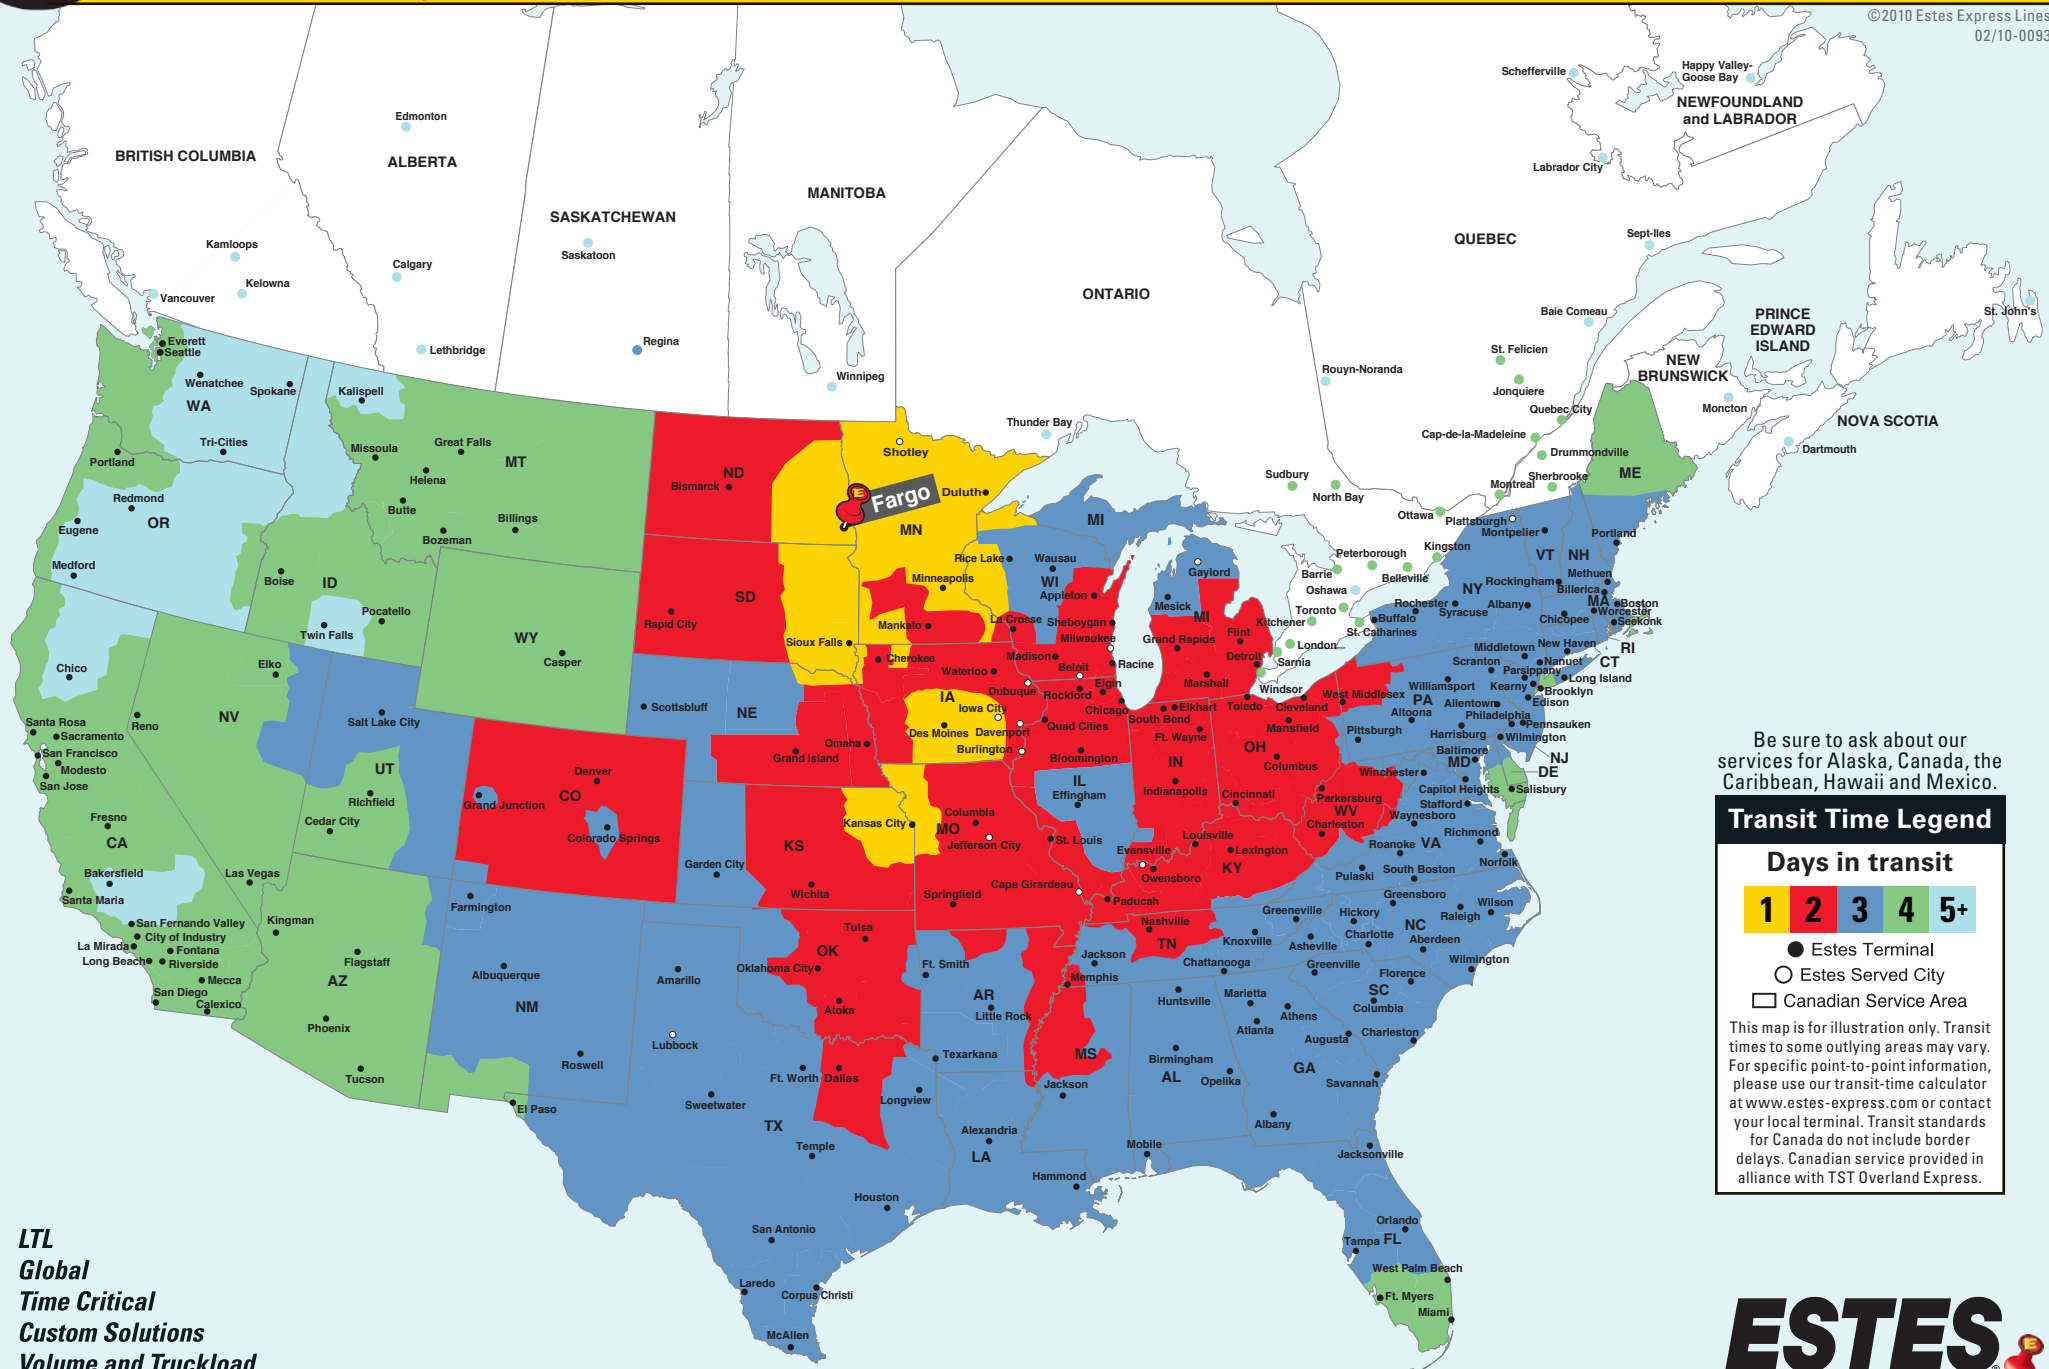 ©2010 Estes Express Lines
02/10-0093
Schefferville
Happy Valley-
Goose Bay
NEWFOUNDLAND
and LABRADOR
Edmonton
BRITISH COLUMBIA
ALBERTA
Labrador City
MANITOBA
SASKATCHEWAN
Saskatoon
QUEBEC
Sept-Iles
Kamloops
Calgary
Kelowna
Vancouver
ONTARIO
Baie Comeau
St. John's
PRINCE
EDWARD
ISLAND
Everett
Seattle
Lethbridge
Regina
St. Felicien
NEW
BRUNSWICK
Rouyn-Noranda
Winnipeg
Jonquiere
Wenatchee
Spokane
Kalispell
WA
Quebec City
Moncton
NOVA SCOTIA
Thunder Bay
Cap-de-la-Madeleine
Tri-Cities
Great Falls
Missoula
MT
Shotley
Drummondville
Dartmouth
Portland
Helena
ND
Bismarck
Sudbury
North Bay
Sherbrooke
ME
Montreal
Redmond
OR
Butte
Billings
Fargo
Duluth
MI
Ottawa
Plattsburgh
Eugene
Bozeman
MN
Montpelier
Portland
Medford
Boise
ID
Rice Lake
Wausau
WI
Gaylord
Peterborough
Kingston
VT
NH
Barrie
Belleville
Minneapolis
Appleton
Mesick
MI
Oshawa
NY
Rockingham
Methuen
Billerica
MA
Boston
Worcester
Seekonk
Pocatello
Twin Falls
WY
Casper
SD
Rapid City
Mankato
La Crosse
Sheboygan
Milwaukee
Toronto
Kitchener
Rochester
Syracuse
Albany
Buffalo
St. Catharines
Chicopee
Sioux Falls
Grand Rapids
Flint
London
Middletown
New Haven
RI
CT
Chico
Elko
Cherokee
Waterloo
Madison
Beloit
Racine
Detroit
Sarnia
Scranton
Nanuet
Parsippany
Long Island
Marshall
Windsor
West Middlesex
Williamsport
Kearny
Brooklyn
Edison
Santa Rosa
Sacramento
Reno
NV
Salt Lake City
Scottsbluff
NE
IA
Dubuque
Iowa City
Rockford
Elgin
Chicago
Elkhart
South Bend
Toledo
Cleveland
PA
Altoona
Allentown
Philadelphia
Pennsauken
San Francisco
Modesto
San Jose
Des Moines
Davenport
Quad Cities
Ft. Wayne
Mansfield
Pittsburgh
Harrisburg
Wilmington
Omaha
Burlington
Bloomington
OH
Columbus
Baltimore
MD
NJ
DE
UT
Denver
CO
Grand Island
IL
Effingham
IN
Indianapolis
Winchester
Capitol Heights
Salisbury
Richfield
Grand Junction
Cincinnati
Parkersburg
WV
Stafford
Waynesboro
Fresno
CA
Cedar City
Colorado Springs
Kansas City
Columbia
MO
Jefferson City
St. Louis
Louisville
Charleston
Richmond
KS
Evansville
Lexington
Roanoke
VA
Norfolk
Bakersfield
Las Vegas
Garden City
Wichita
Springfield
Cape Girardeau
Owensboro
KY
Pulaski
South Boston
Santa Maria
Farmington
Paducah
Greensboro
Wilson
San Fernando Valley
Kingman
City of Industry
La Mirada
Fontana
Long Beach
Riverside
Tulsa
OK
Nashville
TN
Greeneville
Hickory
Raleigh
NC
Knoxville
Asheville
Charlotte
Aberdeen
Flagstaff
Mecca
AZ
Albuquerque
Amarillo
Oklahoma City
Ft. Smith
Jackson
Memphis
Chattanooga
Greenville
Florence
Wilmington
San Diego
Calexico
NM
Atoka
AR
Little Rock
Huntsville
Marietta
SC
Columbia
Phoenix
Lubbock
Athens
Atlanta
Augusta
Charleston
Roswell
Texarkana
MS
Birmingham
AL
Opelika
GA
Savannah
Tucson
Ft. Worth
Dallas
Longview
Jackson
El Paso
Sweetwater
TX
Albany
Temple
Alexandria
LA
Mobile
Jacksonville
Hammond
Houston
San Antonio
Orlando
Tampa
FL
West Palm Beach
Laredo
Corpus Christi
Ft. Myers
Miami
McAllen
Be sure to ask about our
services for Alaska, Canada, the
Caribbean, Hawaii and Mexico.
Transit Time Legend
Days in transit
1 2 3 4 5+
Estes Terminal
Estes Served City
Canadian Service Area
This map is for illustration only. Transit
times to some outlying areas may vary.
For specific point-to-point information,
please use our transit-time calculator
at www.estes-express.com or contact
your local terminal. Transit standards
for Canada do not include border
delays. Canadian service provided in
alliance with TST Overland Express.
LTL
Global
Time Critical
Custom Solutions
Volume and Truckload
ESTES